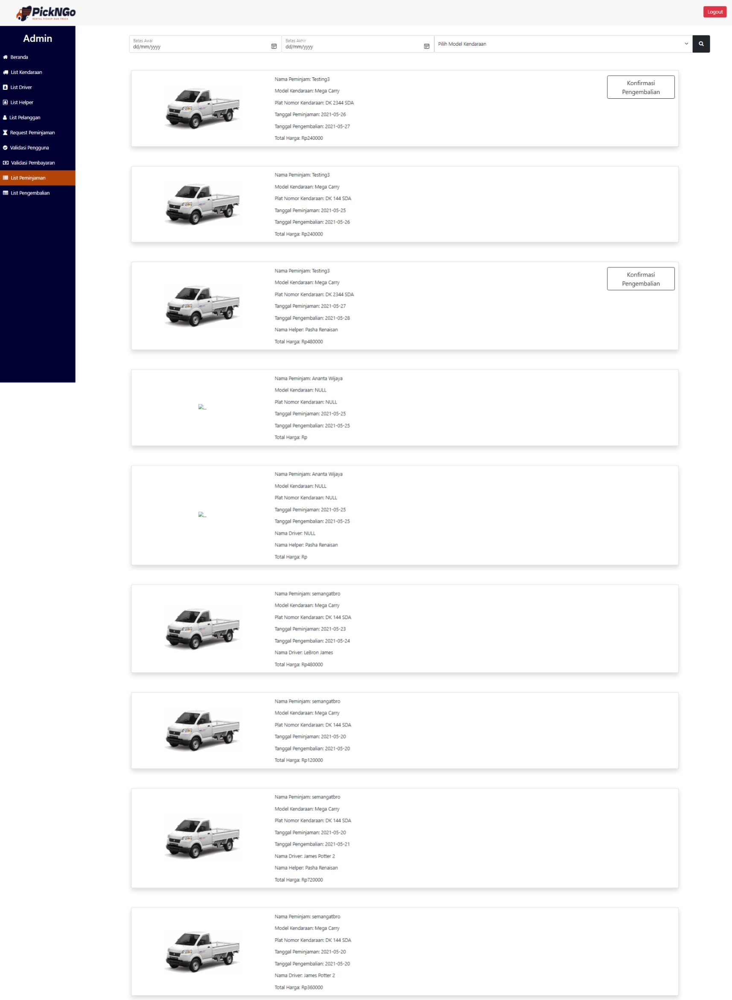 PickNGo
RENTAL PICKUP DAN TRUCK
Logout
Admin
Beranda
List Kendaraan
List Driver
List Helper
List Pelanggan
Request Peminjaman
Validasi Pengguna
Validasi Pembayaran
List Peminjaman
List Pengembalian
Batas Awal
dd/mm/yyyy
Batas Akhir
dd/mm/yyyy
Pilih Model Kendaraan
Nama Peminjam: Testing3
Model Kendaraan: Mega Carry
Plat Nomor Kendaraan: DK 2344 SDA
Tanggal Peminjaman: 2021-05-26
Tanggal Pengembalian: 2021-05-27
Total Harga: Rp240000
Konfirmasi
Pengembalian
Nama Peminjam: Testing3
Model Kendaraan: Mega Carry
Plat Nomor Kendaraan: DK 144 SDA
Tanggal Peminjaman: 2021-05-25
Tanggal Pengembalian: 2021-05-26
Total Harga: Rp240000
Nama Peminjam: Testing3
Model Kendaraan: Mega Carry
Plat Nomor Kendaraan: DK 2344 SDA
Tanggal Peminjaman: 2021-05-27
Tanggal Pengembalian: 2021-05-28
Nama Helper: Pasha Renaisan
Total Harga: Rp480000
Konfirmasi
Pengembalian
Nama Peminjam: Ananta Wijaya
Model Kendaraan: NULL
Plat Nomor Kendaraan: NULL
Tanggal Peminjaman: 2021-05-25
Tanggal Pengembalian: 2021-05-25
Total Harga: Rp
...
Nama Peminjam: Ananta Wijaya
Model Kendaraan: NULL
Plat Nomor Kendaraan: NULL
Tanggal Peminjaman: 2021-05-25
Tanggal Pengembalian: 2021-05-25
Nama Driver: NULL
Nama Helper: Pasha Renaisan
Total Harga: Rp
...
Nama Peminjam: semangatbro
Model Kendaraan: Mega Carry
Plat Nomor Kendaraan: DK 144 SDA
Tanggal Peminjaman: 2021-05-23
Tanggal Pengembalian: 2021-05-24
Nama Driver: LeBron James
Total Harga: Rp480000
Nama Peminjam: semangatbro
Model Kendaraan: Mega Carry
Plat Nomor Kendaraan: DK 144 SDA
Tanggal Peminjaman: 2021-05-20
Tanggal Pengembalian: 2021-05-20
Total Harga: Rp120000
Nama Peminjam: semangatbro
Model Kendaraan: Mega Carry
Plat Nomor Kendaraan: DK 144 SDA
Tanggal Peminjaman: 2021-05-20
Tanggal Pengembalian: 2021-05-21
Nama Driver: James Potter 2
Nama Helper: Pasha Renaisan
Total Harga: Rp720000
Nama Peminjam: semangatbro
Model Kendaraan: Mega Carry
Plat Nomor Kendaraan: DK 144 SDA
Tanggal Peminjaman: 2021-05-20
Tanggal Pengembalian: 2021-05-20
Nama Driver: James Potter 2
Total Harga: Rp360000